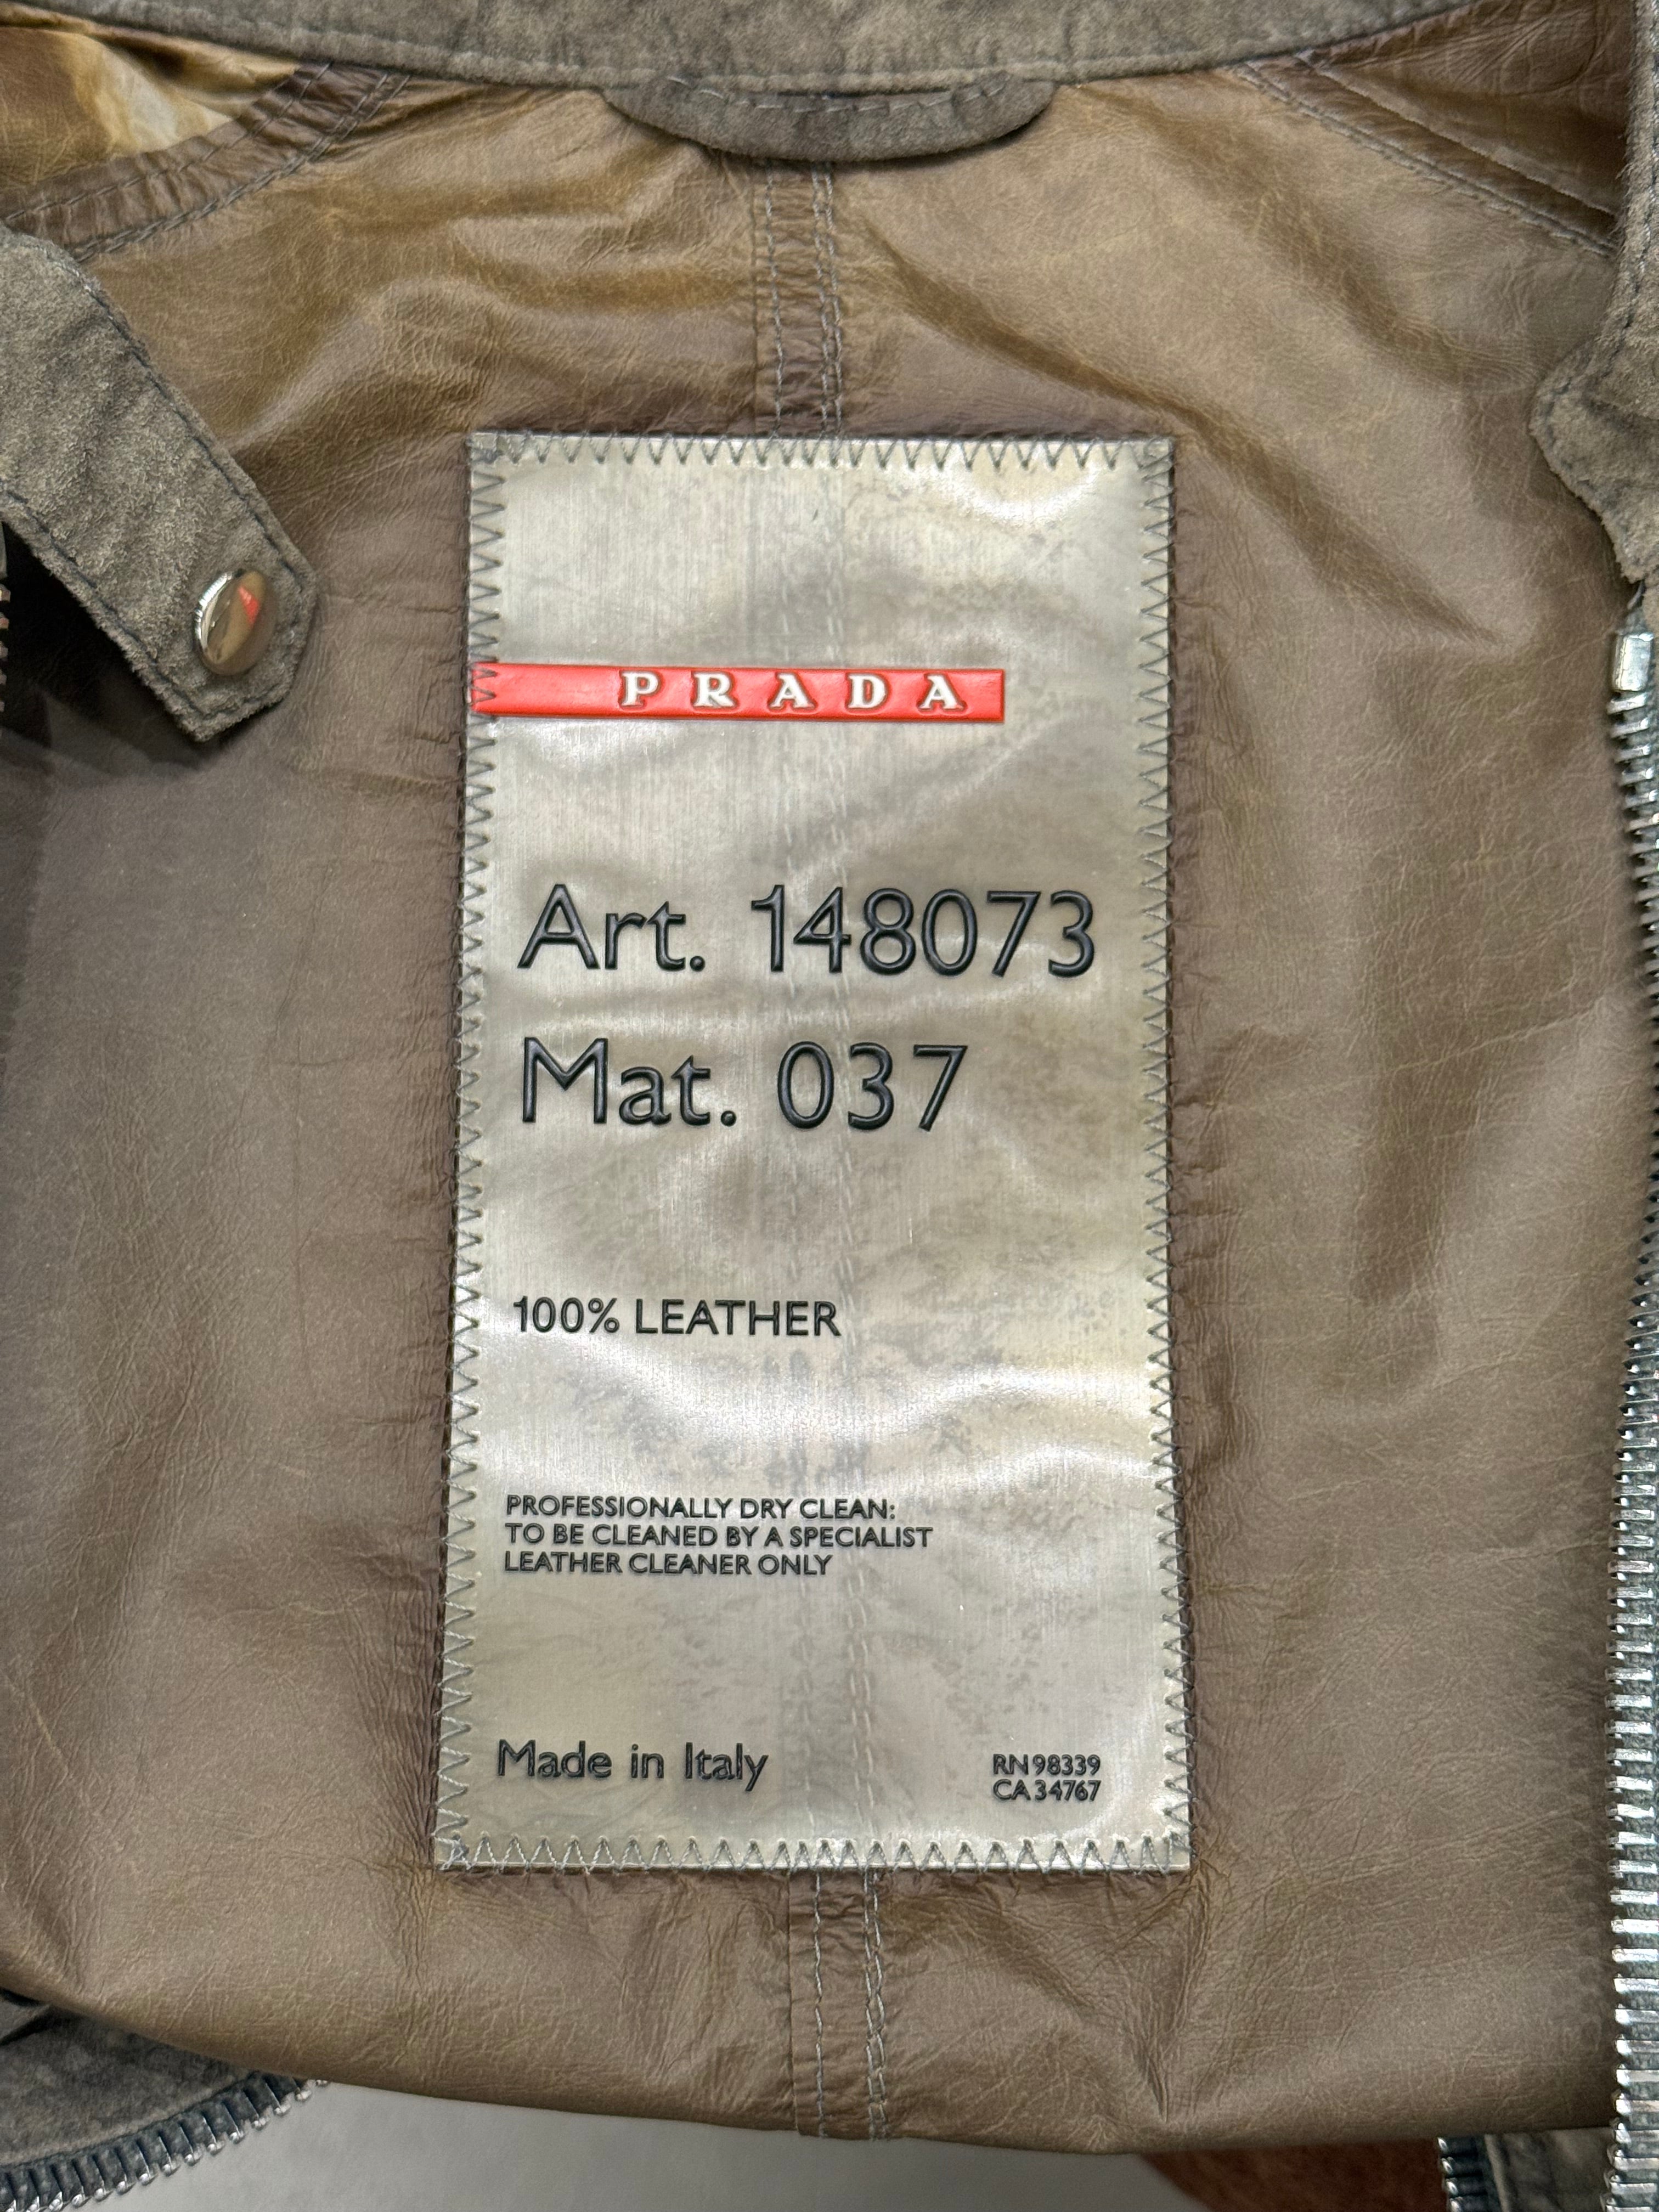 PRADA
Art. 148073
Mat. 037
100% LEATHER
PROFESSIONALLY DRY CLEAN:
TO BE CLEANED BY A SPECIALIST
LEATHER CLEANER ONLY
Made in Italy
RN 98339
CA 34767